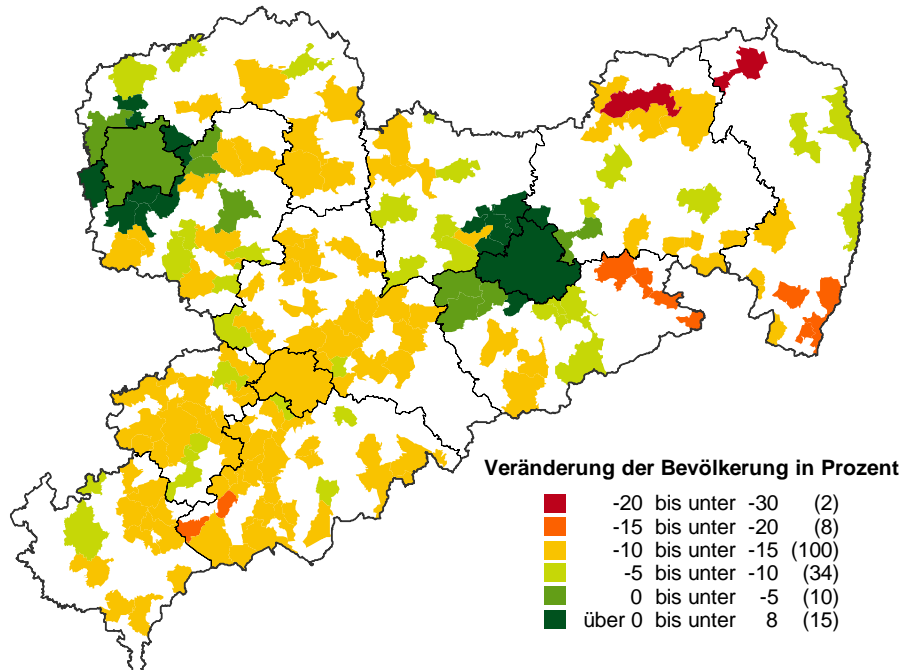 Veränderung der Bevölkerung in Prozent
-20 bis unter -30 (2)
-15 bis unter -20 (8)
-10 bis unter -15 (100)
-5 bis unter -10 (34)
0 bis unter -5 (10)
über 0 bis unter 8 (15)